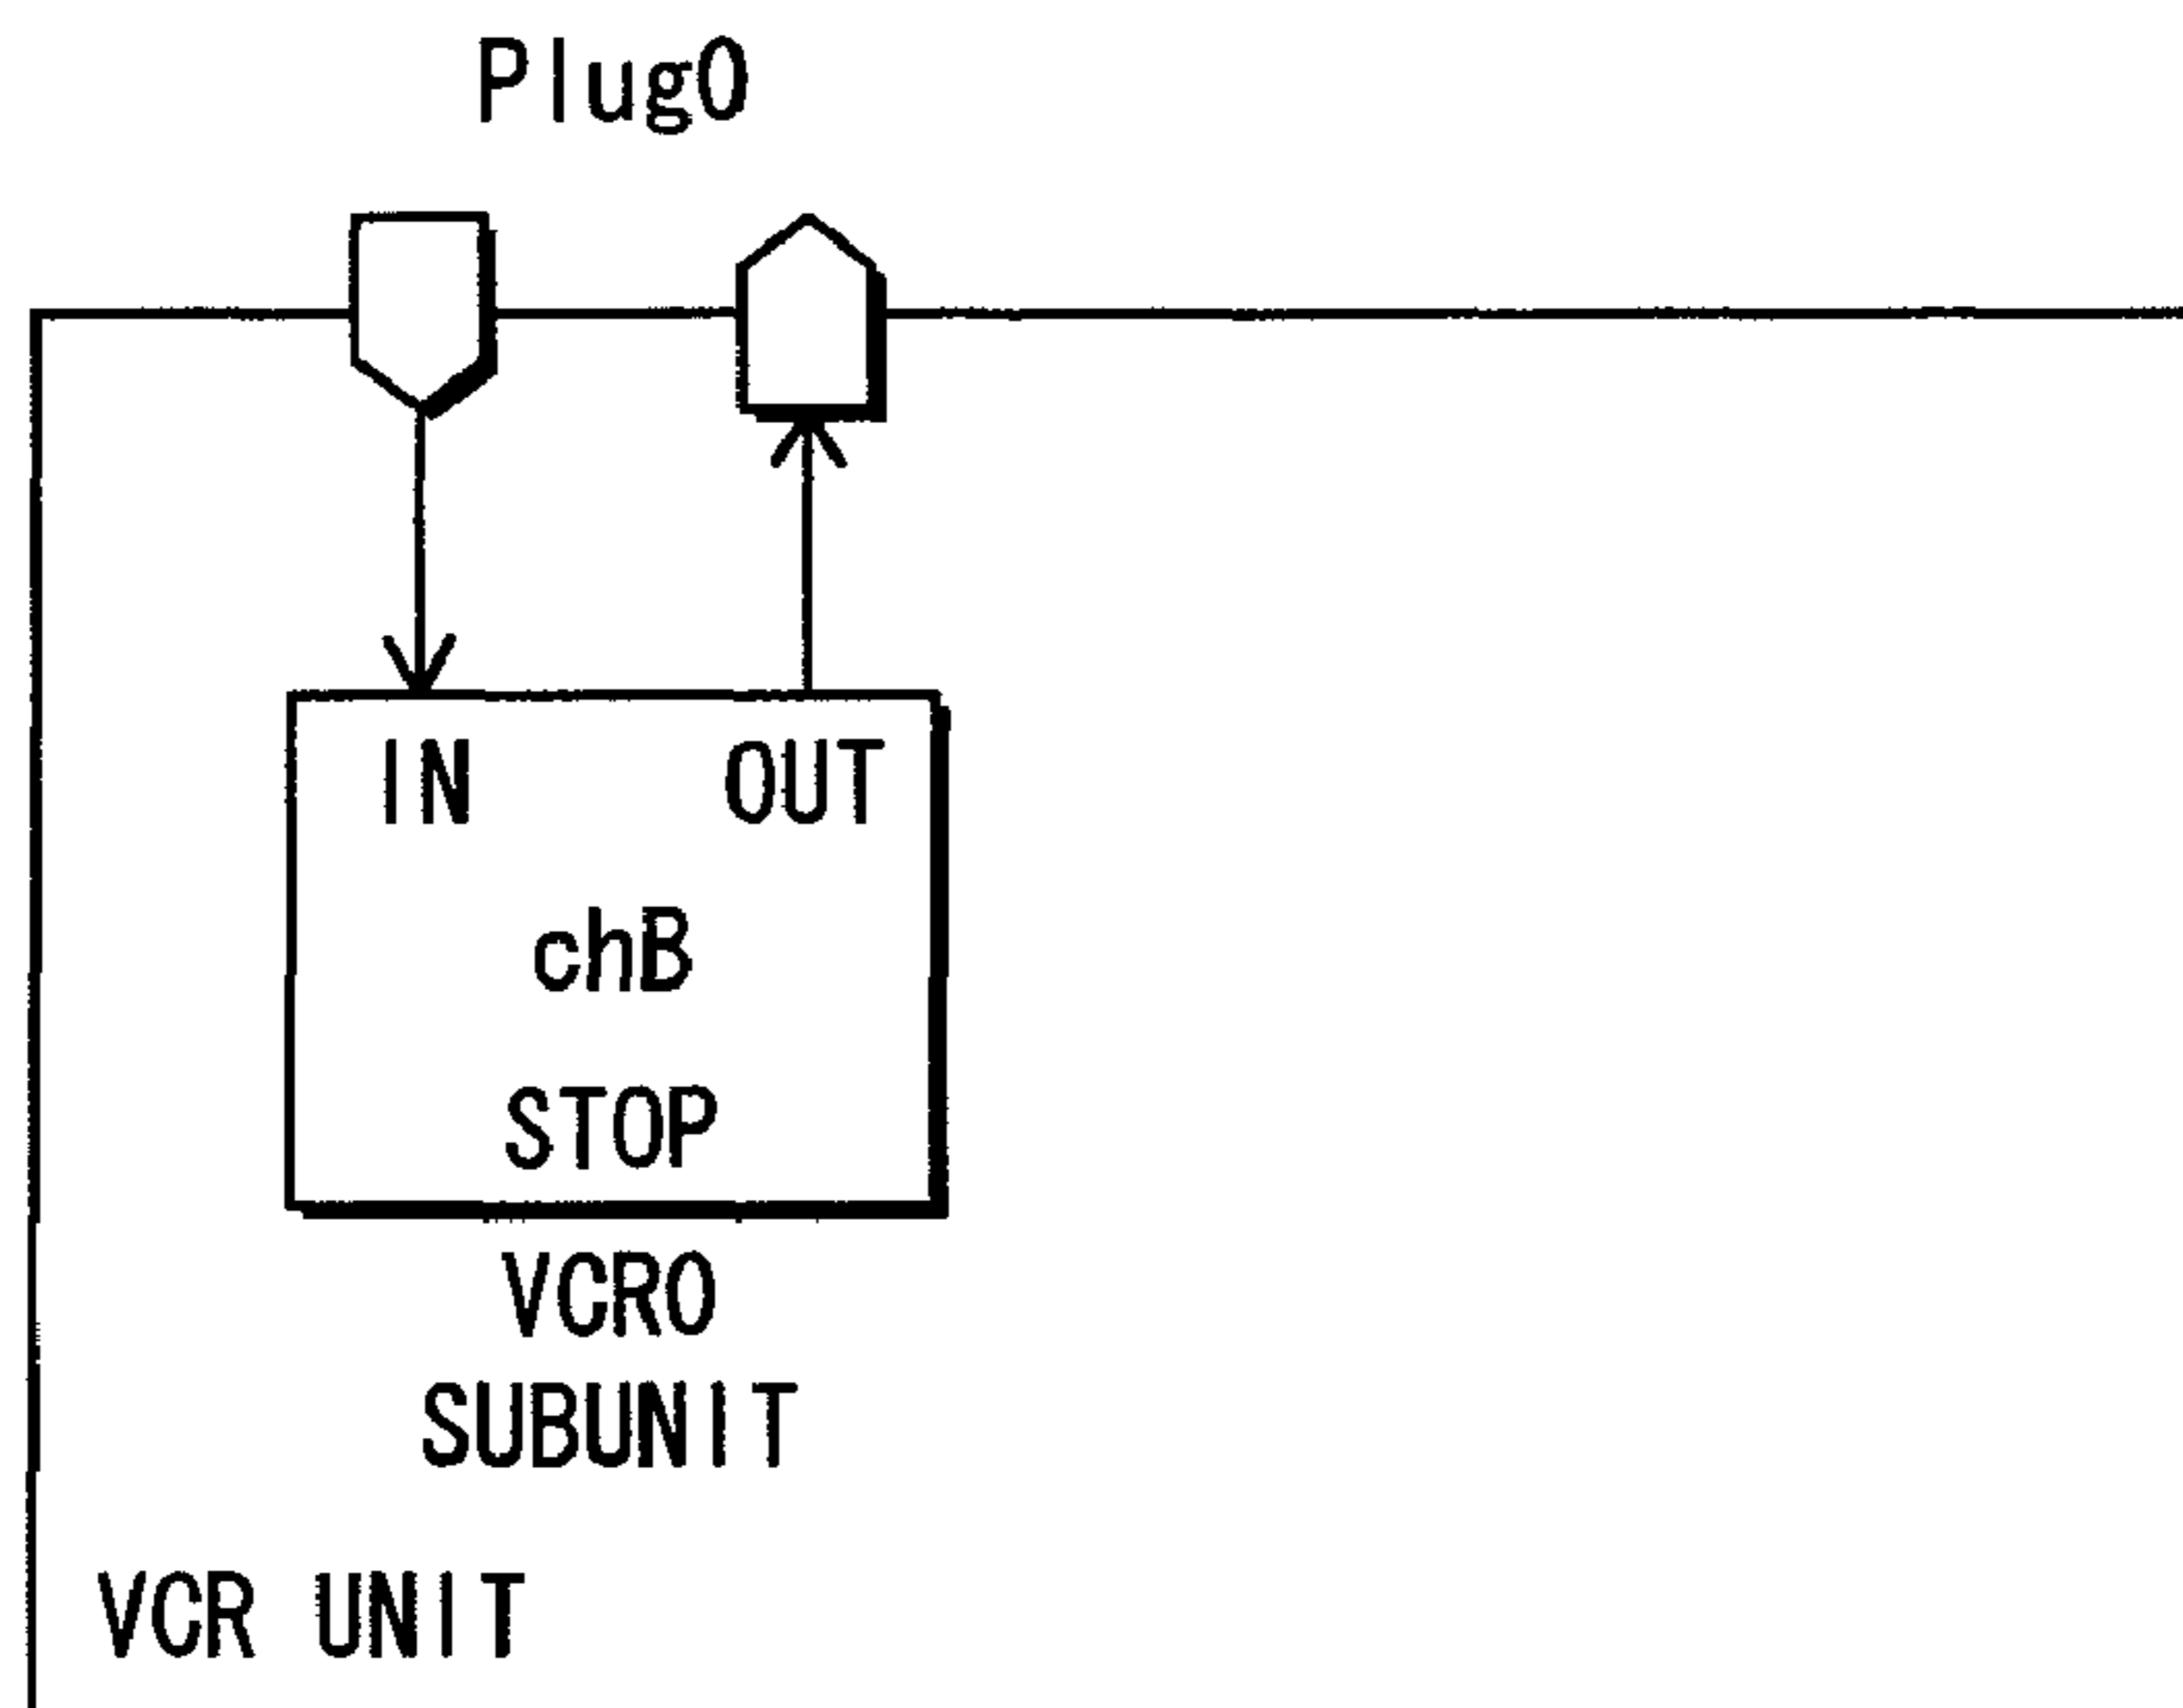 Plug0
IN OUT
chB
STOP
VCR0
SUBUNIT
VCR UNIT